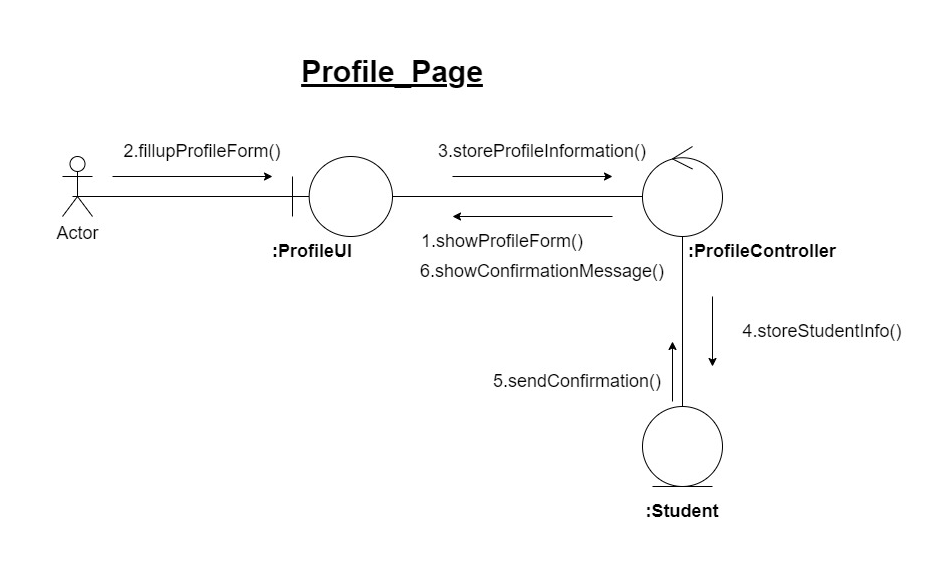 Profile_Page
2.fillupProfileForm()
3.storeProfileInformation()
Actor
:ProfileUI
1.showProfileForm()
6.showConfirmationMessage()
:ProfileController
4.storeStudentInfo()
5.sendConfirmation()
:Student